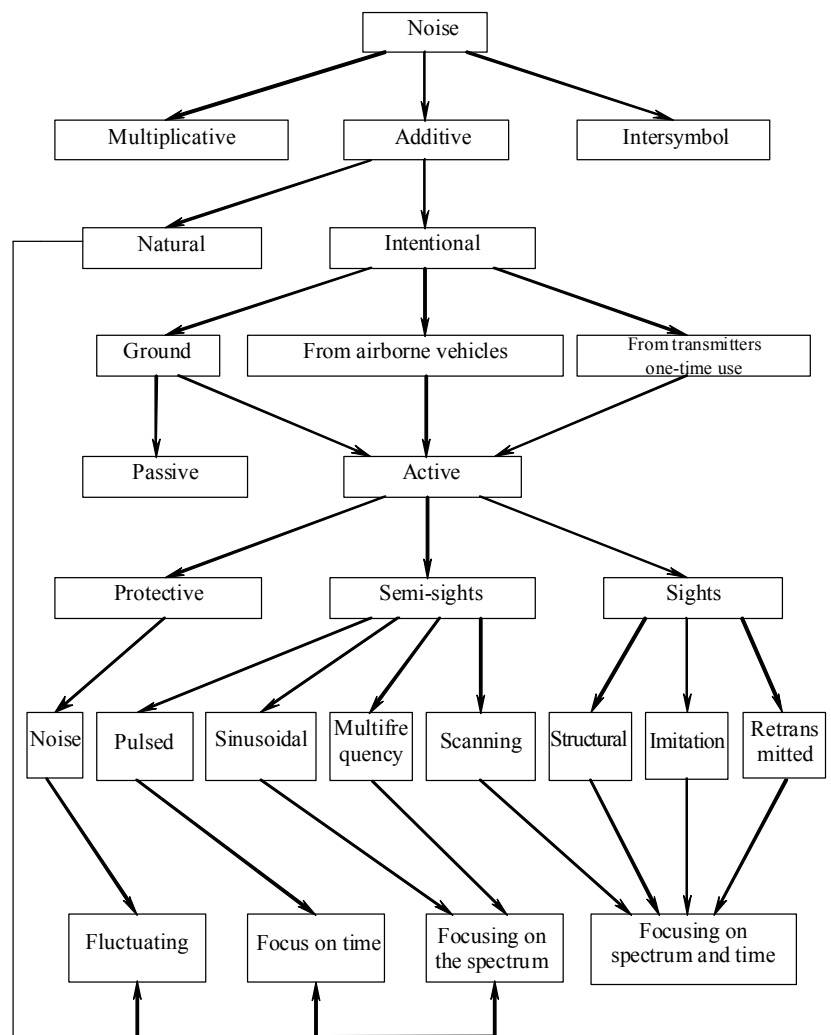 Noise
Multiplicative
Additive
Intersymbol
Natural
Intentional
Ground
From airborne vehicles
From transmitters
one-time use
Passive
Active
Protective
Semi-sights
Sights
Noise
Pulsed
Sinusoidal
Multifre
quency
Scanning
Structural
Imitation
Retrans
mitted
Fluctuating
Focus on time
Focusing on
the spectrum
Focusing on
spectrum and time